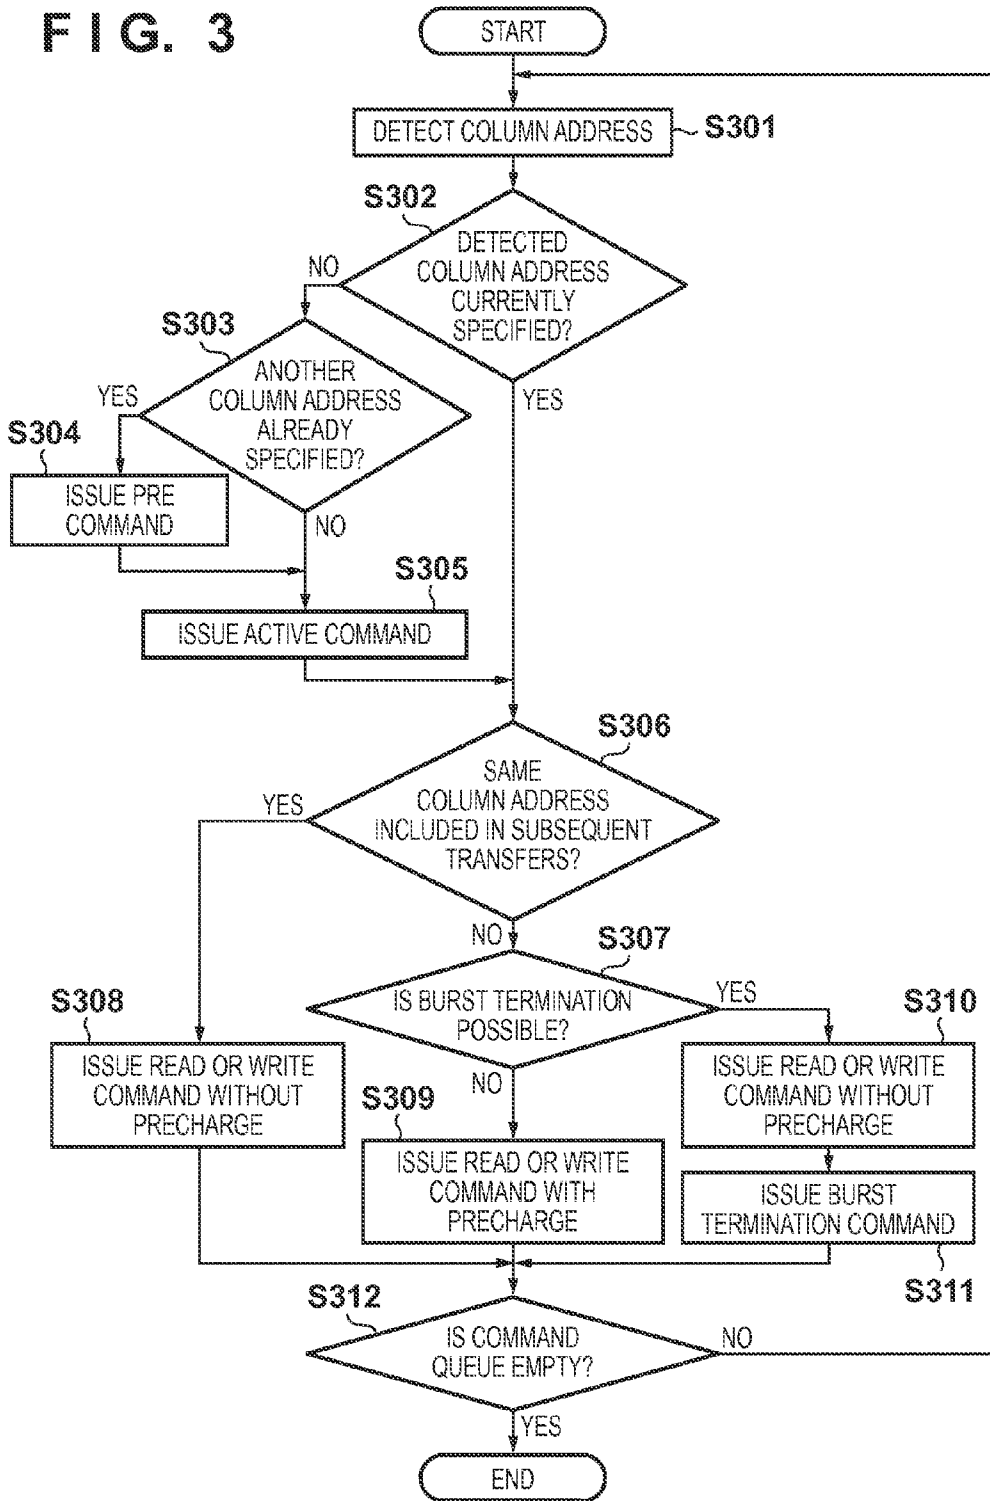 FIG. 3
START
DETECT COLUMN ADDRESS
S301
S302
DETECTED
COLUMN ADDRESS
CURRENTLY
SPECIFIED?
NO
YES
S303
ANOTHER
COLUMN ADDRESS
ALREADY
SPECIFIED?
YES
NO
S304
ISSUE PRE
COMMAND
S305
ISSUE ACTIVE COMMAND
S306
SAME
COLUMN ADDRESS
INCLUDED IN SUBSEQUENT
TRANSFERS?
YES
NO
S307
IS BURST TERMINATION
POSSIBLE?
YES
NO
S308
ISSUE READ OR WRITE
COMMAND WITHOUT
PRECHARGE
S309
ISSUE READ OR WRITE
COMMAND WITH
PRECHARGE
S310
ISSUE READ OR WRITE
COMMAND WITHOUT
PRECHARGE
ISSUE BURST
TERMINATION COMMAND
S311
S312
IS COMMAND
QUEUE EMPTY?
NO
YES
END